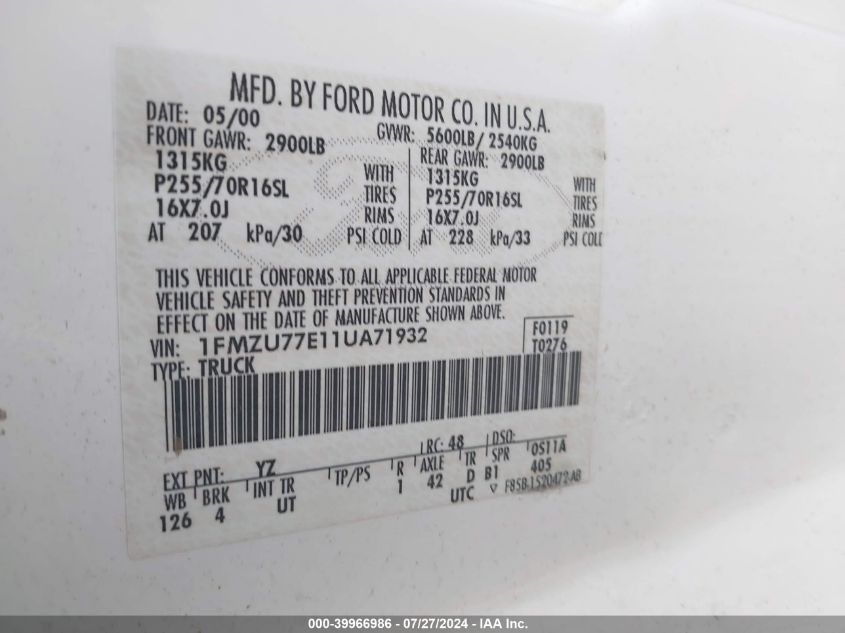 MFD. BY FORD MOTOR CO. IN U.S.A.
DATE: 05/00 GVWR: 5600LB/ 2540KG
FRONT GAWR: 2900LB REAR GAWR: 2900LB
1315KG WITH 1315KG WITH
P255/70R16SL TIRES P255/70R16SL TIRES
16X7.0J RIMS 16X7.0J RIMS
AT 207 kPa/30 PSI COLD AT 228 kPa/33 PSI COLD
THIS VEHICLE CONFORMS TO ALL APPLICABLE FEDERAL MOTOR
VEHICLE SAFETY AND THEFT PREVENTION STANDARDS IN
EFFECT ON THE DATE OF MANUFACTURE SHOWN ABOVE.
VIN: 1FMZU77E11UA71932 F0119
TYPE: TRUCK T0276
EXT PNT: YZ RC: 48 DSO:
WB BRK INT TR TP/PS R AXLE TR SPR 0S11A
126 4 UT 1 42 D B1 405
UTC ▽ F85B-1520472-AB
000-39966986 - 07/27/2024 - IAA Inc.